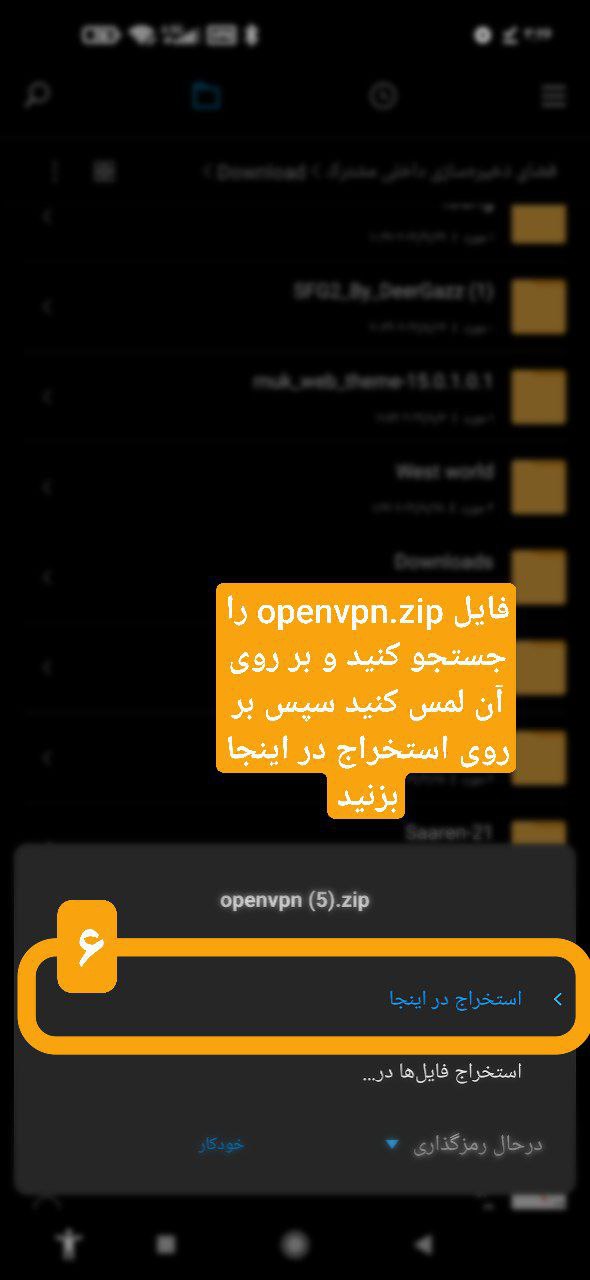 فضای ذخیره‌سازی داخلی مشترک > Download >
SFG2_By_DeerGazz (1)
muk_web_theme-15.0.1.0.1
West world
Downloads
فایل openvpn.zip را
جستجو کنید و بر روی
آن لمس کنید سپس بر
روی استخراج در اینجا
بزنید
Saaren-21
openvpn (5).zip
۶
استخراج در اینجا
استخراج فایل‌ها در...
درحال رمزگذاری
خودکار